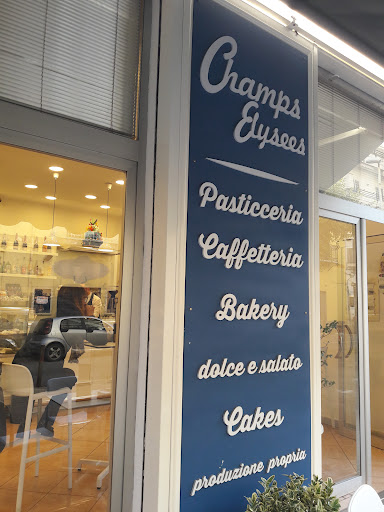 Champs
Elysees
Pasticceria
Caffetteria
Bakery
dolce e salato
Cakes
produzione propria